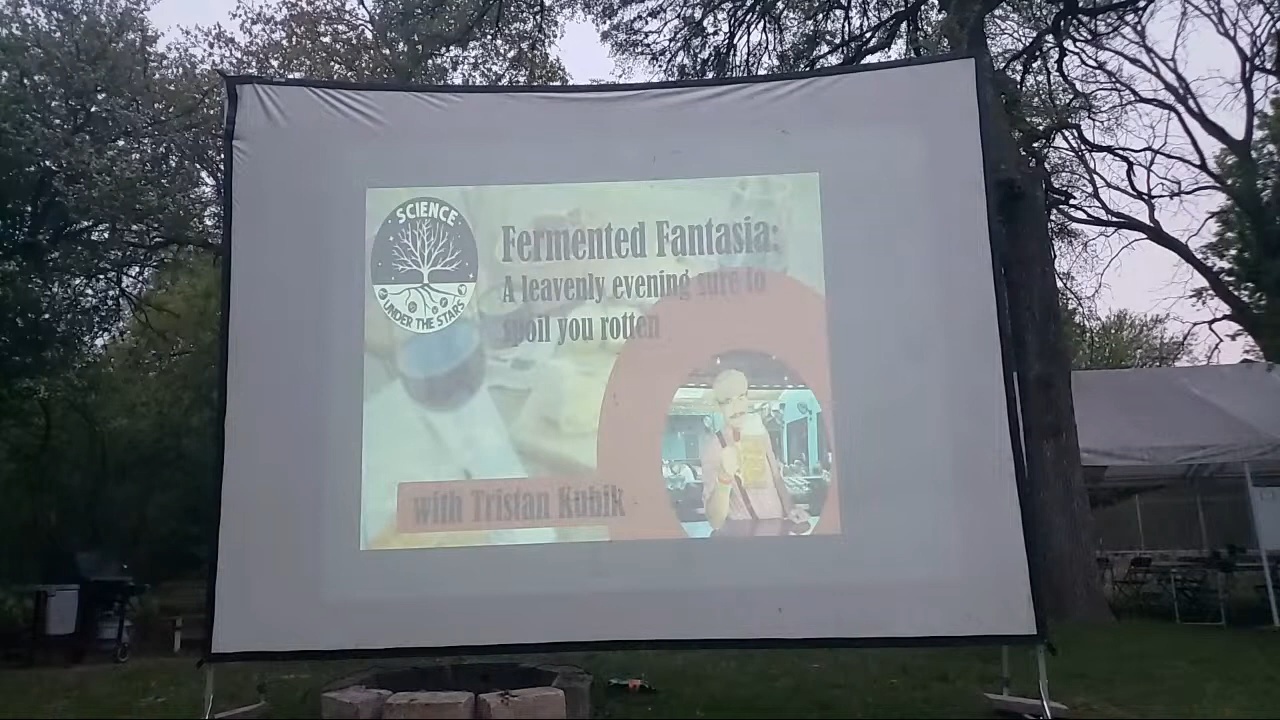 SCIENCE
UNDER THE STARS
Fermented Fantasia:
A leavenly evening sure to
spoil you rotten
with Tristan Kubik